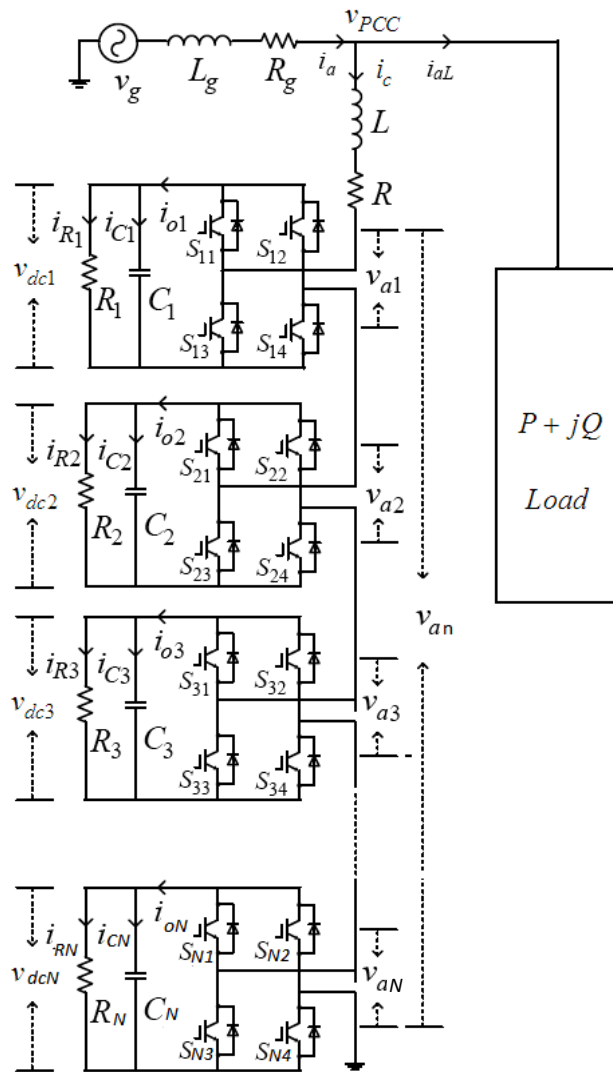 v_PCC
v_g L_g R_g i_a i_c i_aL
L
R
i_R1 i_C1 i_o1 S_11 S_12
v_dc1 R_1 C_1 v_a1
S_13 S_14
i_R2 i_C2 i_o2 S_21 S_22
v_dc2 R_2 C_2 v_a2
S_23 S_24
P + jQ
Load
v_an
i_R3 i_C3 i_o3 S_31 S_32
v_dc3 R_3 C_3 v_a3
S_33 S_34
i_RN i_CN i_oN S_N1 S_N2
v_dcN R_N C_N v_aN
S_N3 S_N4